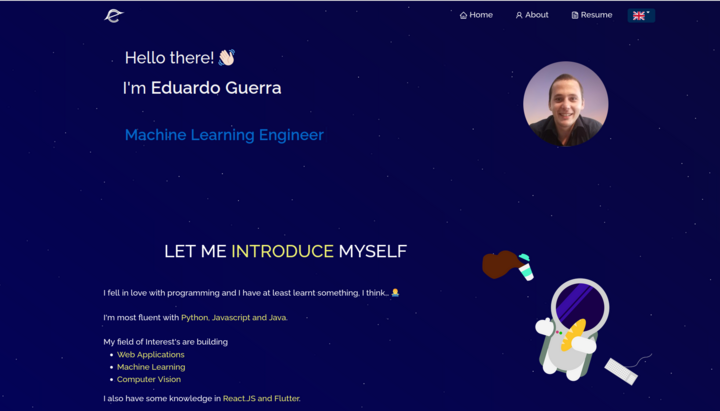 Home
About
Resume
Hello there!
I'm Eduardo Guerra
Machine Learning Engineer
LET ME INTRODUCE MYSELF
I fell in love with programming and I have at least learnt something, I think…
I'm most fluent with Python, Javascript and Java.
My field of Interest's are building
Web Applications
Machine Learning
Computer Vision
I also have some knowledge in React.JS and Flutter.